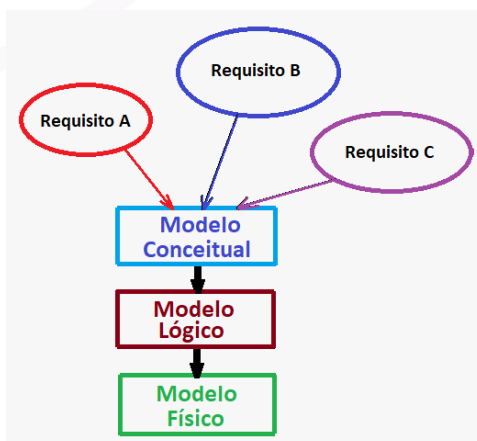 Requisito B
Requisito A
Requisito C
Modelo
Conceitual
Modelo
Lógico
Modelo
Físico